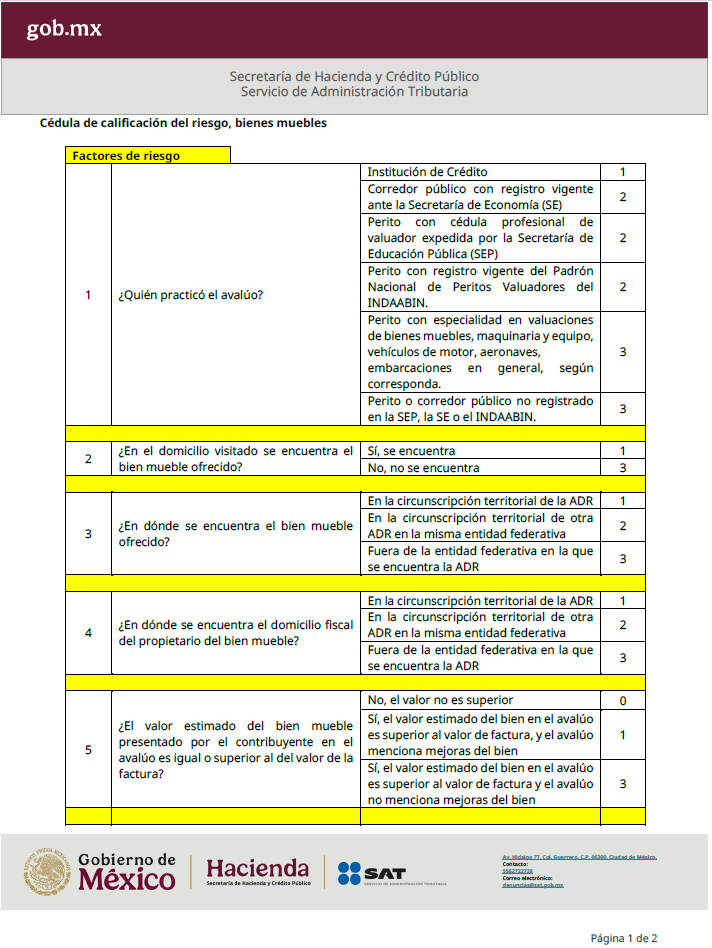 gob.mx
Secretaría de Hacienda y Crédito Público
Servicio de Administración Tributaria
Cédula de calificación del riesgo, bienes muebles
Factores de riesgo
1
¿Quién practicó el avalúo?
Institución de Crédito
1
Corredor público con registro vigente
ante la Secretaría de Economía (SE)
2
Perito con cédula profesional de
valuador expedida por la Secretaría de
Educación Pública (SEP)
2
Perito con registro vigente del Padrón
Nacional de Peritos Valuadores del
INDAABIN.
2
Perito con especialidad en valuaciones
de bienes muebles, maquinaria y equipo,
vehículos de motor, aeronaves,
embarcaciones en general, según
corresponda.
3
Perito o corredor público no registrado
en la SEP, la SE o el INDAABIN.
3
2
¿En el domicilio visitado se encuentra el
bien mueble ofrecido?
Sí, se encuentra
1
No, no se encuentra
3
3
¿En dónde se encuentra el bien mueble
ofrecido?
En la circunscripción territorial de la ADR
1
En la circunscripción territorial de otra
ADR en la misma entidad federativa
2
Fuera de la entidad federativa en la que
se encuentra la ADR
3
4
¿En dónde se encuentra el domicilio fiscal
del propietario del bien mueble?
En la circunscripción territorial de la ADR
1
En la circunscripción territorial de otra
ADR en la misma entidad federativa
2
Fuera de la entidad federativa en la que
se encuentra la ADR
3
5
¿El valor estimado del bien mueble
presentado por el contribuyente en el
avalúo es igual o superior al del valor de la
factura?
No, el valor no es superior
0
Sí, el valor estimado del bien en el avalúo
es superior al valor de factura, y el avalúo
menciona mejoras del bien
1
Sí, el valor estimado del bien en el avalúo
es superior al valor de factura y el avalúo
no menciona mejoras del bien
3
Gobierno de
México
Hacienda
Secretaría de Hacienda y Crédito Público
SAT
SERVICIO DE ADMINISTRACIÓN TRIBUTARIA
Av. Hidalgo 77, Col. Guerrero, C.P. 06300, Ciudad de México.
Contacto:
5562722728
Correo electrónico:
denuncias@sat.gob.mx
Página 1 de 2